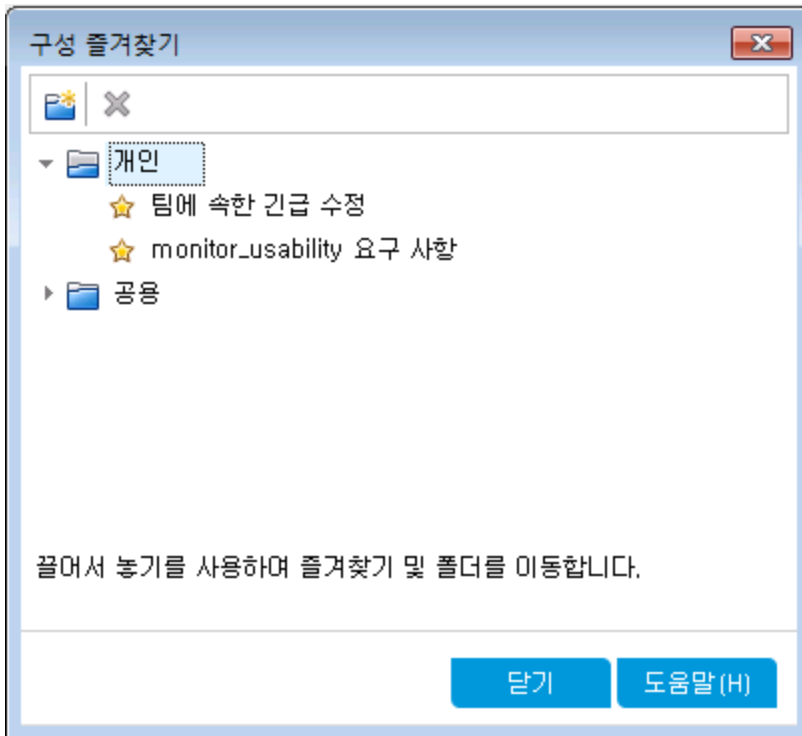 구성 즐겨찾기
개인
팀에 속한 긴급 수정
monitor_usability 요구 사항
공용
끌어서 놓기를 사용하여 즐겨찾기 및 폴더를 이동합니다.
닫기
도움말(H)